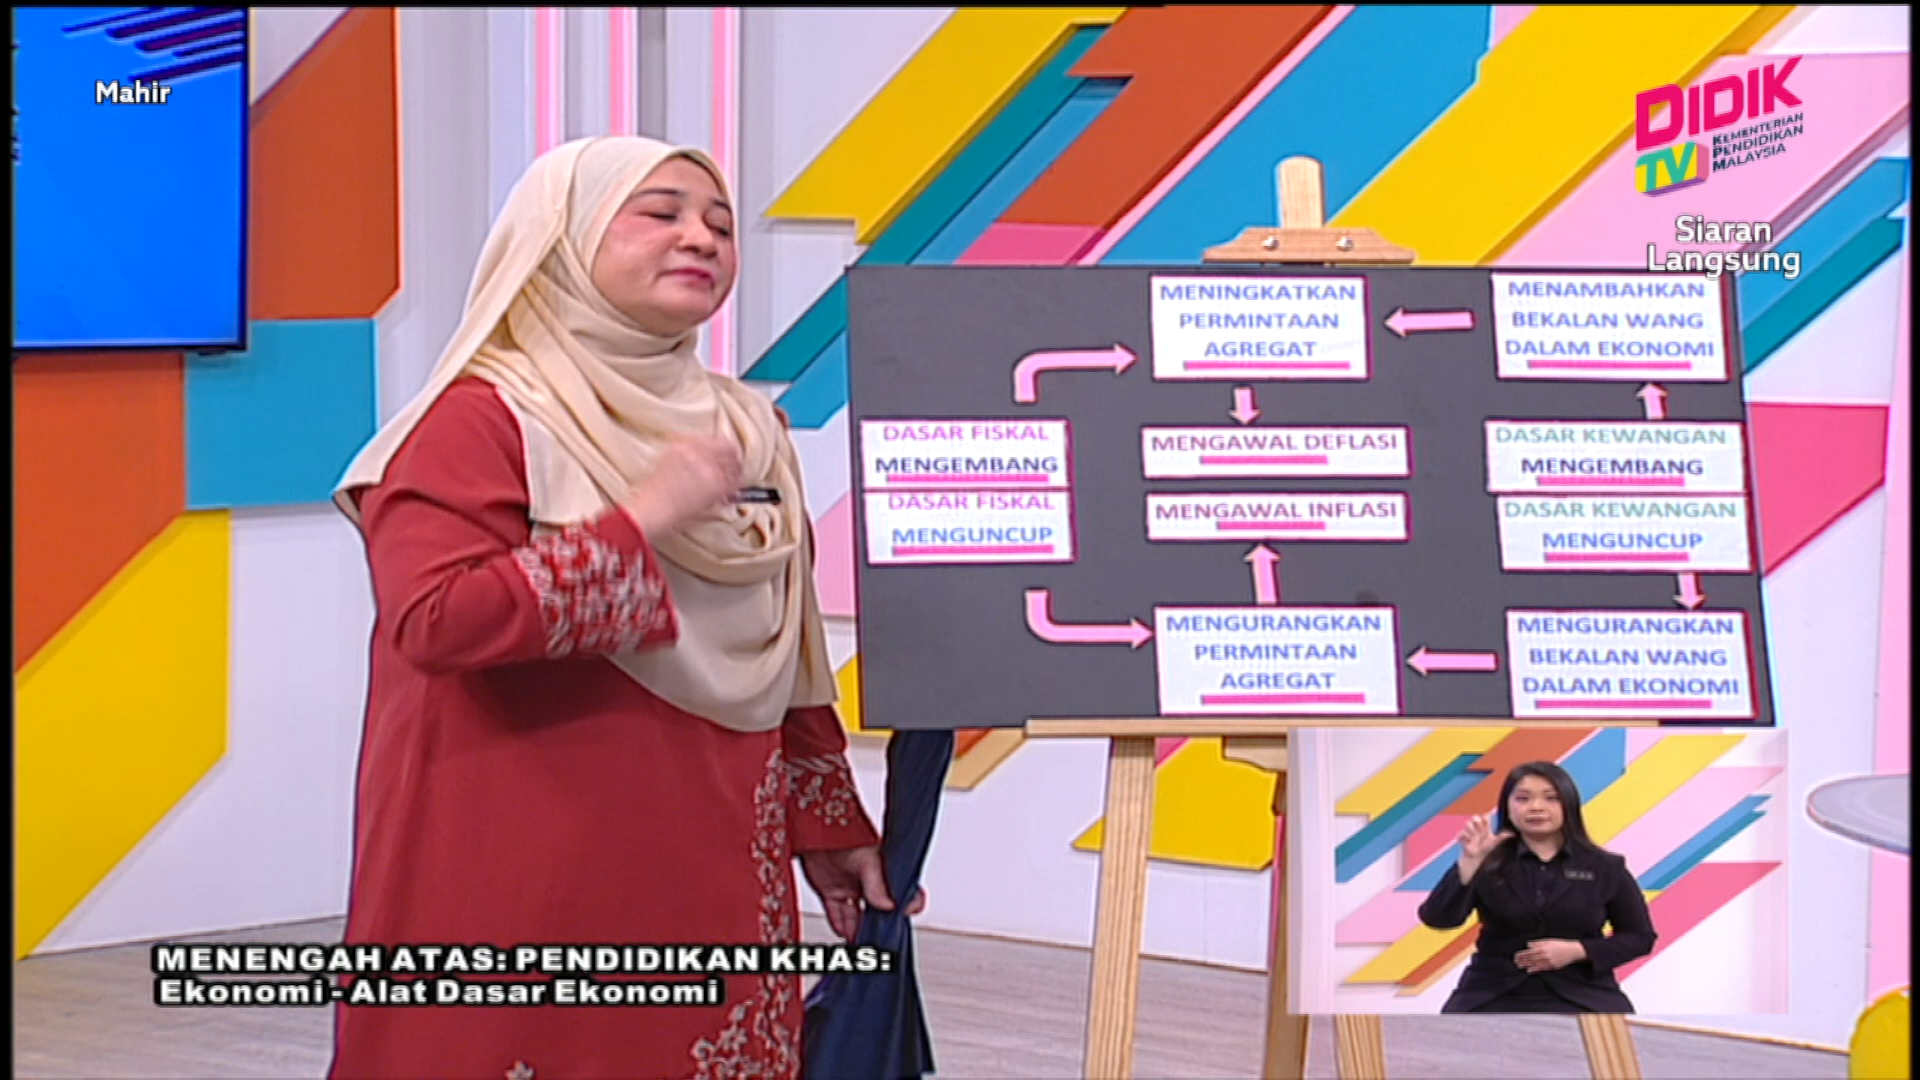 Mahir
DIDIK
TV
KEMENTERIAN
PENDIDIKAN
MALAYSIA
Siaran
Langsung
MENINGKATKAN
PERMINTAAN
AGREGAT
MENAMBAHKAN
BEKALAN WANG
DALAM EKONOMI
DASAR FISKAL
MENGEMBANG
MENGAWAL DEFLASI
DASAR KEWANGAN
MENGEMBANG
DASAR FISKAL
MENGUNCUP
MENGAWAL INFLASI
DASAR KEWANGAN
MENGUNCUP
MENGURANGKAN
PERMINTAAN
AGREGAT
MENGURANGKAN
BEKALAN WANG
DALAM EKONOMI
MENENGAH ATAS: PENDIDIKAN KHAS:
Ekonomi - Alat Dasar Ekonomi